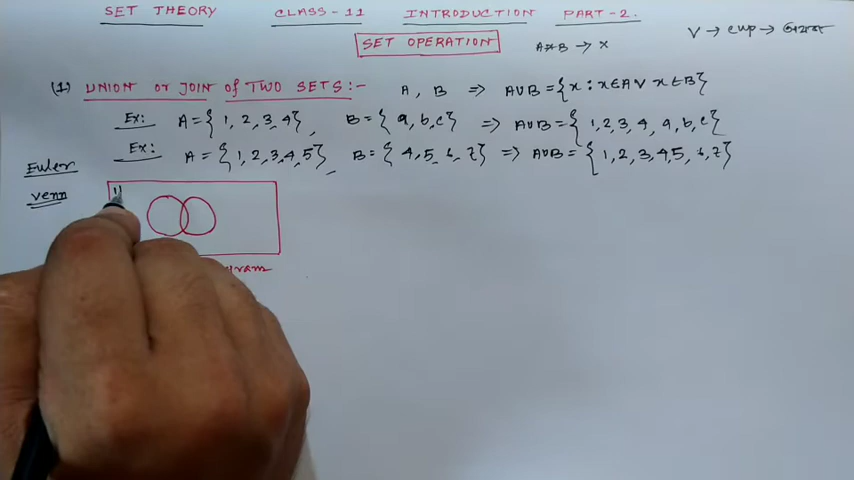 SET THEORY CLASS-11 INTRODUCTION PART-2.
SET OPERATION A*B → x V → cup →
(1) UNION or JOIN of TWO SETS:- A, B ⇒ A∪B = {x : x∈A ∨ x∈B}
Ex: A = {1, 2, 3, 4}, B = {a, b, c} ⇒ A∪B = {1, 2, 3, 4, a, b, c}
Ex: A = {1, 2, 3, 4, 5}, B = {4, 5, 6, 7} ⇒ A∪B = {1, 2, 3, 4, 5, 6, 7}
Euler
Venn